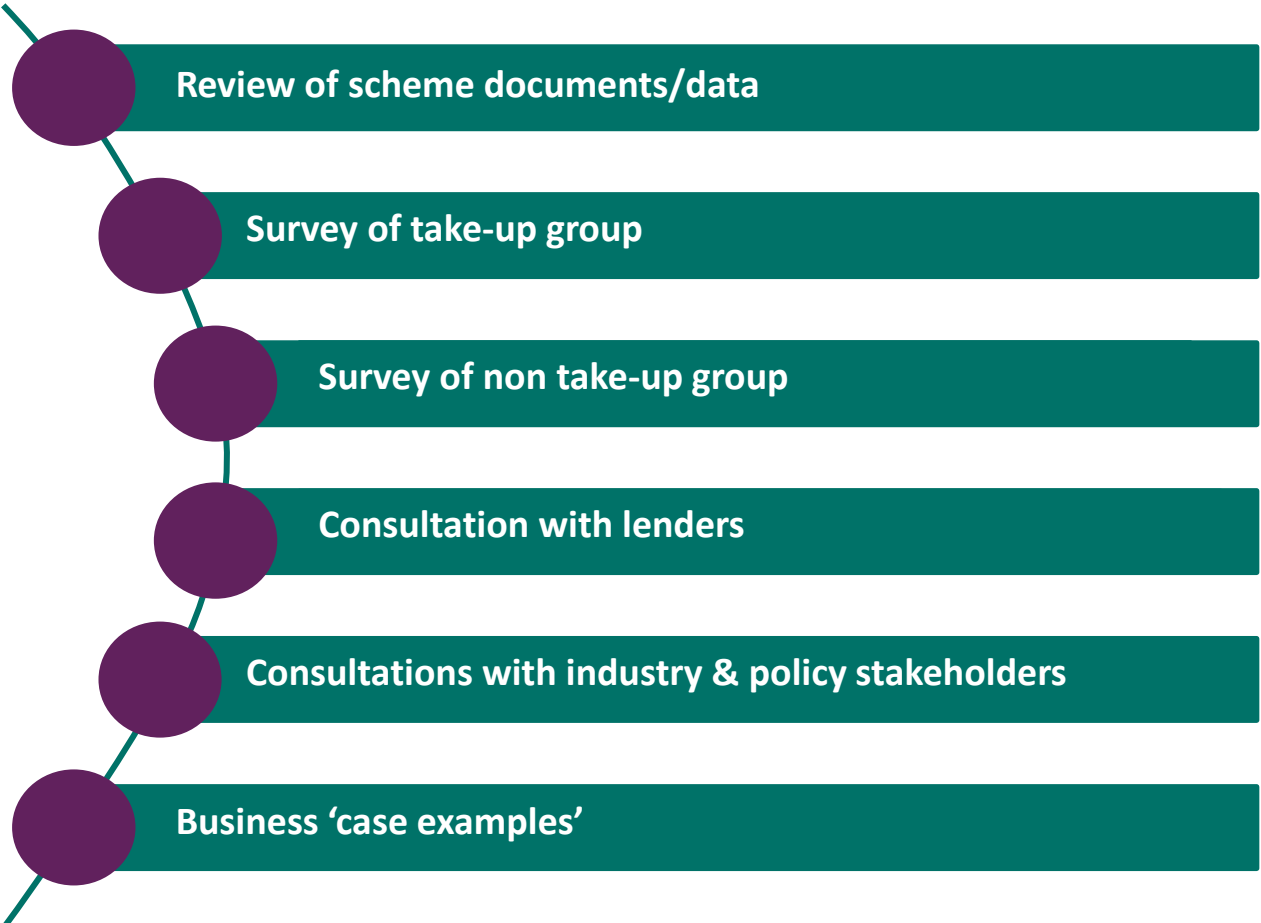 Review of scheme documents/data
Survey of take-up group
Survey of non take-up group
Consultation with lenders
Consultations with industry & policy stakeholders
Business ‘case examples’